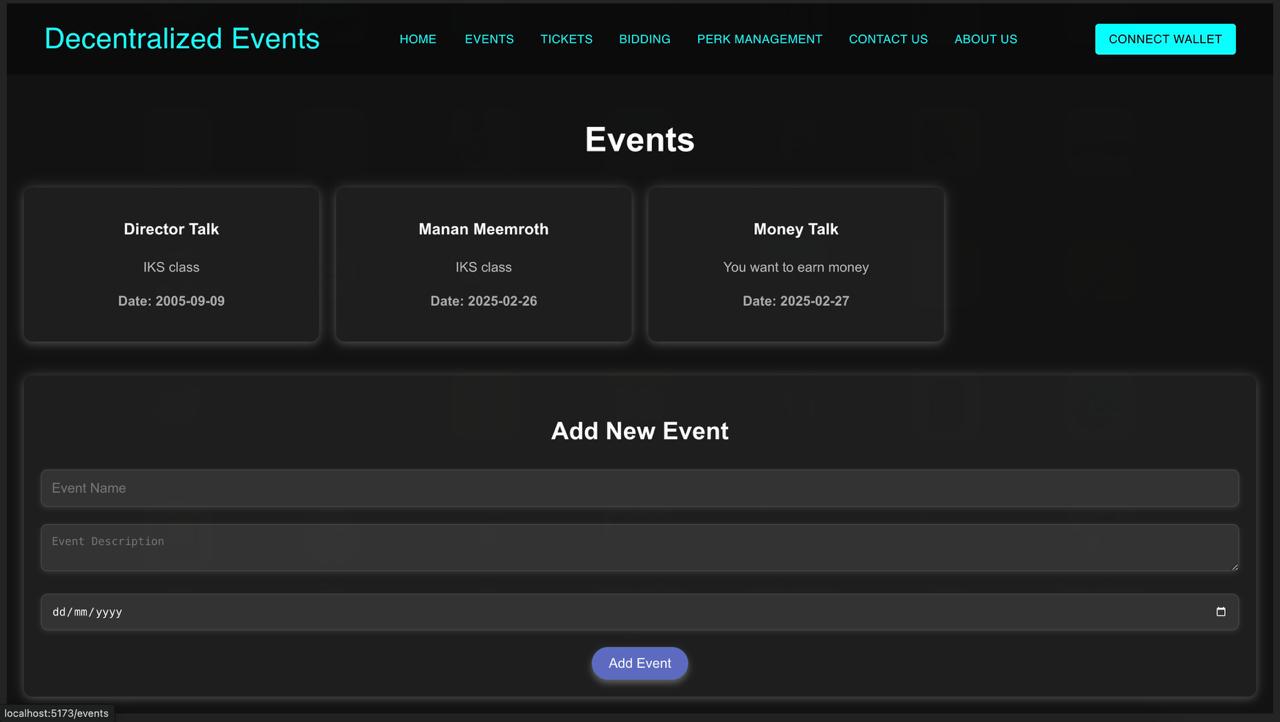 Decentralized Events
HOME EVENTS TICKETS BIDDING PERK MANAGEMENT CONTACT US ABOUT US
CONNECT WALLET
Events
Director Talk
IKS class
Date: 2005-09-09
Manan Meemroth
IKS class
Date: 2025-02-26
Money Talk
You want to earn money
Date: 2025-02-27
Add New Event
Event Name
Event Description
dd/mm/yyyy
Add Event
localhost:5173/events